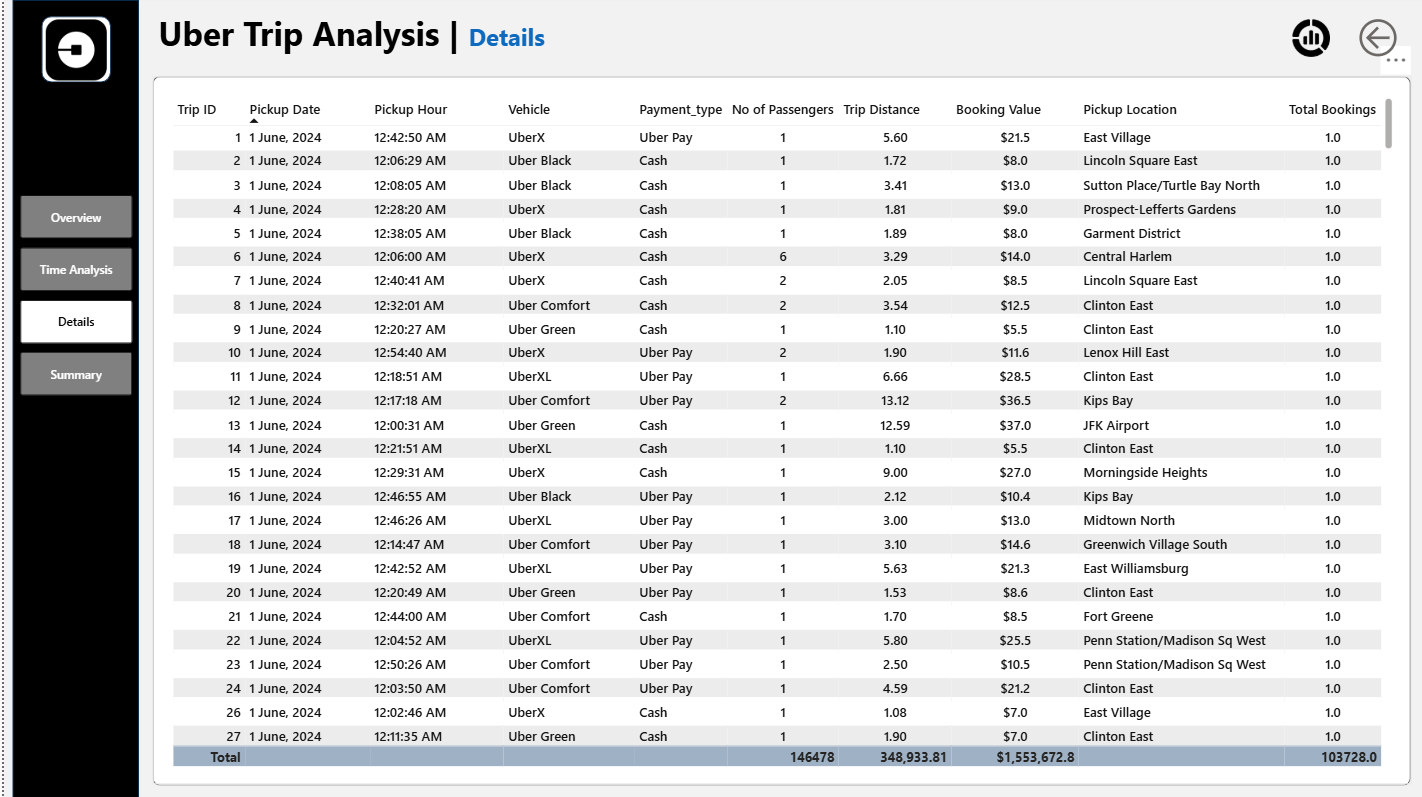 Uber Trip Analysis | Details
Overview
Time Analysis
Details
Summary
Trip ID Pickup Date Pickup Hour Vehicle Payment_type No of Passengers Trip Distance Booking Value Pickup Location Total Bookings
1 1 June, 2024 12:42:50 AM UberX Uber Pay 1 5.60 $21.5 East Village 1.0
2 1 June, 2024 12:06:29 AM Uber Black Cash 1 1.72 $8.0 Lincoln Square East 1.0
3 1 June, 2024 12:08:05 AM Uber Black Cash 1 3.41 $13.0 Sutton Place/Turtle Bay North 1.0
4 1 June, 2024 12:28:20 AM UberX Cash 1 1.81 $9.0 Prospect-Lefferts Gardens 1.0
5 1 June, 2024 12:38:05 AM Uber Black Cash 1 1.89 $8.0 Garment District 1.0
6 1 June, 2024 12:06:00 AM UberX Cash 6 3.29 $14.0 Central Harlem 1.0
7 1 June, 2024 12:40:41 AM UberX Cash 2 2.05 $8.5 Lincoln Square East 1.0
8 1 June, 2024 12:32:01 AM Uber Comfort Cash 2 3.54 $12.5 Clinton East 1.0
9 1 June, 2024 12:20:27 AM Uber Green Cash 1 1.10 $5.5 Clinton East 1.0
10 1 June, 2024 12:54:40 AM UberX Uber Pay 2 1.90 $11.6 Lenox Hill East 1.0
11 1 June, 2024 12:18:51 AM UberXL Uber Pay 1 6.66 $28.5 Clinton East 1.0
12 1 June, 2024 12:17:18 AM Uber Comfort Uber Pay 2 13.12 $36.5 Kips Bay 1.0
13 1 June, 2024 12:00:31 AM Uber Green Cash 1 12.59 $37.0 JFK Airport 1.0
14 1 June, 2024 12:21:51 AM UberXL Cash 1 1.10 $5.5 Clinton East 1.0
15 1 June, 2024 12:29:31 AM UberX Cash 1 9.00 $27.0 Morningside Heights 1.0
16 1 June, 2024 12:46:55 AM Uber Black Uber Pay 1 2.12 $10.4 Kips Bay 1.0
17 1 June, 2024 12:46:26 AM UberXL Uber Pay 1 3.00 $13.0 Midtown North 1.0
18 1 June, 2024 12:14:47 AM Uber Comfort Uber Pay 1 3.10 $14.6 Greenwich Village South 1.0
19 1 June, 2024 12:42:52 AM UberXL Uber Pay 1 5.63 $21.3 East Williamsburg 1.0
20 1 June, 2024 12:20:49 AM Uber Green Uber Pay 1 1.53 $8.6 Clinton East 1.0
21 1 June, 2024 12:44:00 AM Uber Comfort Cash 1 1.70 $8.5 Fort Greene 1.0
22 1 June, 2024 12:04:52 AM UberXL Uber Pay 1 5.80 $25.5 Penn Station/Madison Sq West 1.0
23 1 June, 2024 12:50:26 AM Uber Comfort Uber Pay 1 2.50 $10.5 Penn Station/Madison Sq West 1.0
24 1 June, 2024 12:03:50 AM Uber Comfort Uber Pay 1 4.59 $21.2 Clinton East 1.0
26 1 June, 2024 12:02:46 AM UberX Cash 1 1.08 $7.0 East Village 1.0
27 1 June, 2024 12:11:35 AM Uber Green Cash 1 1.90 $7.0 Clinton East 1.0
Total 146478 348,933.81 $1,553,672.8 103728.0